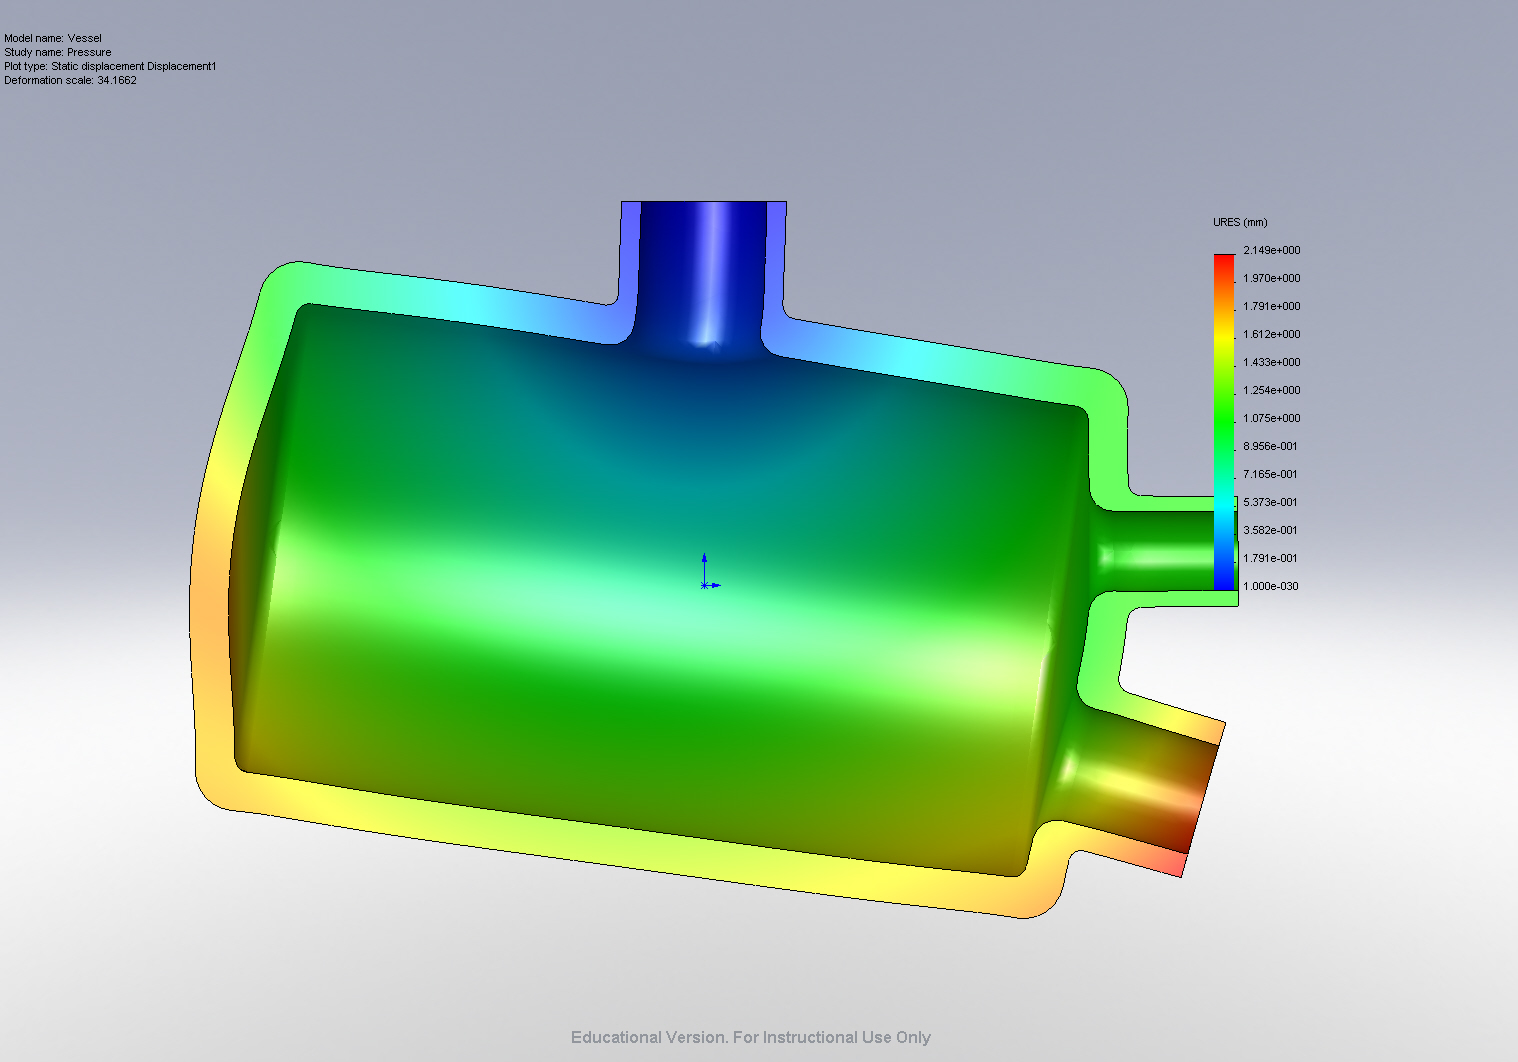 Model name: Vessel
Study name: Pressure
Plot type: Static displacement Displacement1
Deformation scale: 34.1662
URES (mm)
2.149e+000
1.970e+000
1.791e+000
1.612e+000
1.433e+000
1.254e+000
1.075e+000
8.956e-001
7.165e-001
5.373e-001
3.582e-001
1.791e-001
1.000e-030
Educational Version. For Instructional Use Only